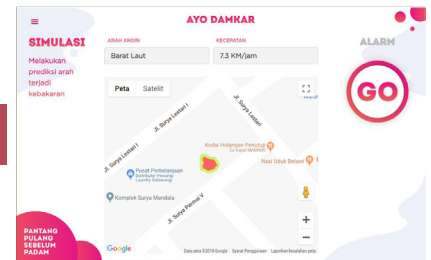 AYO DAMKAR
SIMULASI
Melakukan
prediksi arah
terjadi
kebakaran
ARAH ANGIN
Barat Laut
KECEPATAN
7.3 KM/jam
ALARM
GO
Peta Satelit
Jl. Surya Lestari I
Jl. Surya Lestari
Jl. Surya Lestari I
Kedai Hidangan Penutup
Nasi Uduk Betawi
Pusat Perbelanjaan
Komplek Surya Mandala
Jl. Surya Permai V
Google
Data peta ©2018 Google Syarat Penggunaan Laporkan kesalahan peta
PANTANG
PULANG
SEBELUM
PADAM